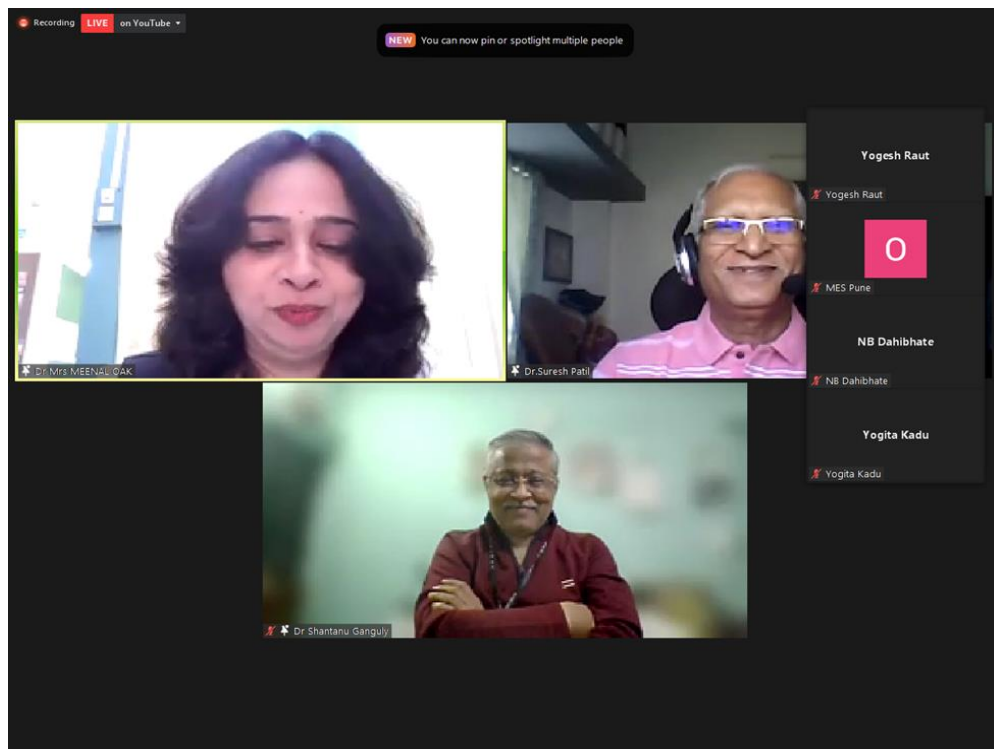 Recording LIVE on YouTube
NEW You can now pin or spotlight multiple people
Yogesh Raut
Yogesh Raut
O
MES Pune
NB Dahibhate
NB Dahibhate
Yogita Kadu
Yogita Kadu
Dr Mrs MEENAL OAK
Dr.Suresh Patil
Dr Shantanu Ganguly